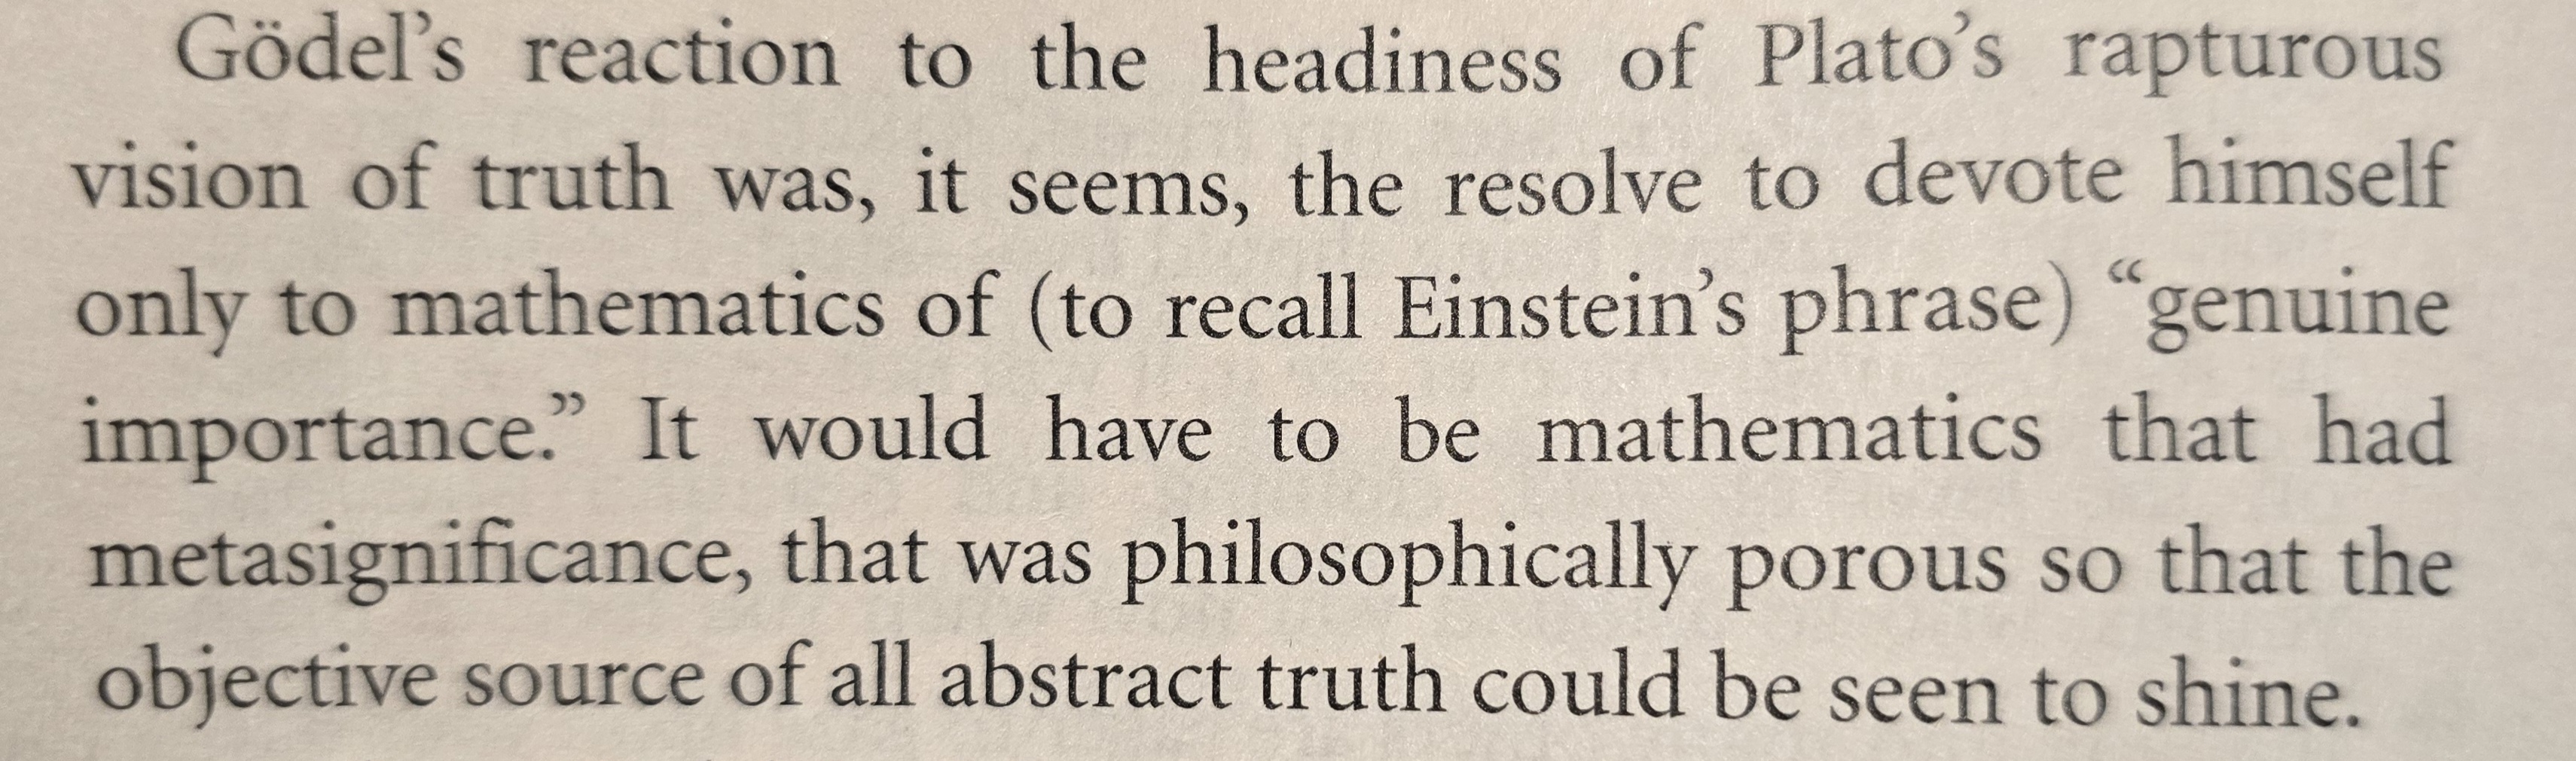 Gödel’s reaction to the headiness of Plato’s rapturous
vision of truth was, it seems, the resolve to devote himself
only to mathematics of (to recall Einstein’s phrase) “genuine
importance.” It would have to be mathematics that had
metasignificance, that was philosophically porous so that the
objective source of all abstract truth could be seen to shine.